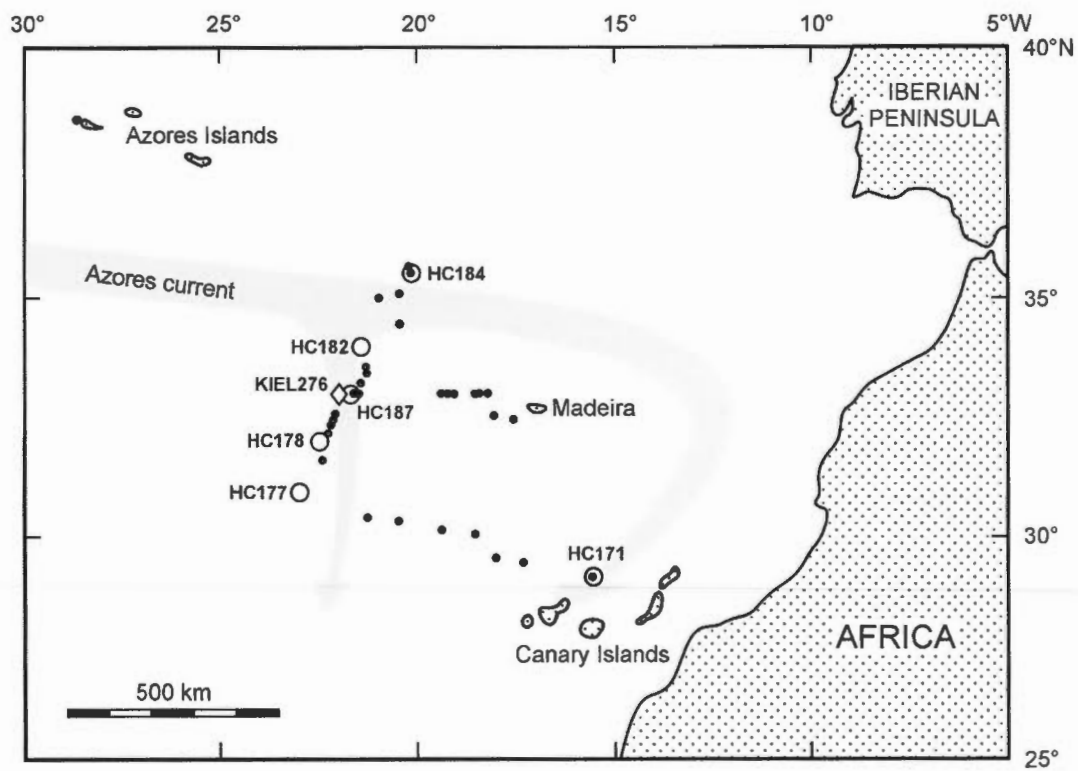 30° 25° 20° 15° 10° 5°W
40°N
IBERIAN
PENINSULA
Azores Islands
Azores current
HC184
35°
HC182
KIEL276
HC187
Madeira
HC178
HC177
30°
HC171
Canary Islands
AFRICA
500 km
25°